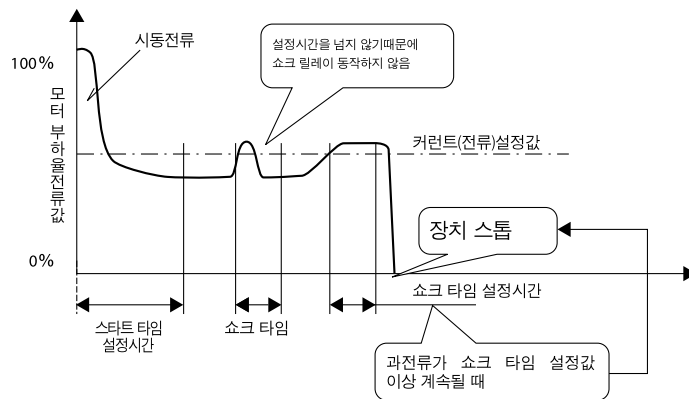 시동전류
설정시간을 넘지 않기때문에
쇼크 릴레이 동작하지 않음
100%
모터 부하율전류값
커런트(전류)설정값
장치 스톱
0%
쇼크 타임 설정시간
스타트 타임
설정시간
쇼크 타임
과전류가 쇼크 타임 설정값
이상 계속될 때